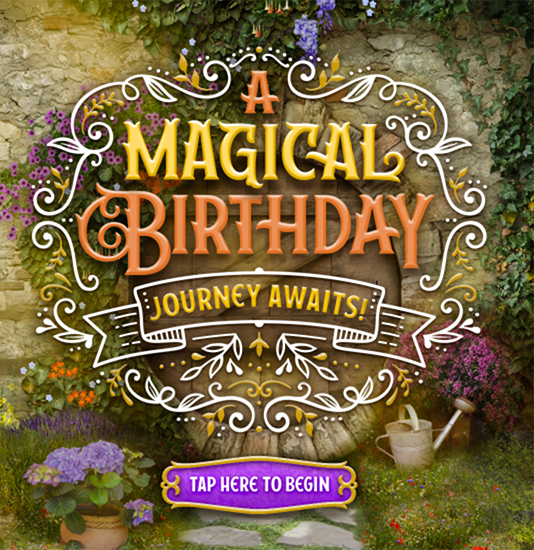 A
MAGICAL
BIRTHDAY
JOURNEY AWAITS!
TAP HERE TO BEGIN